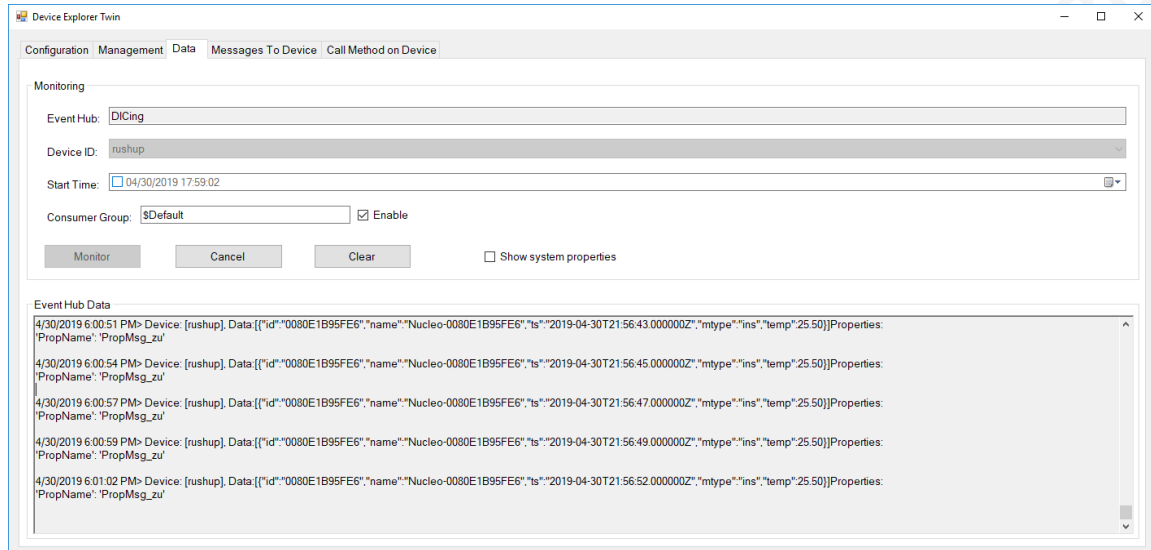 Device Explorer Twin
Configuration Management Data Messages To Device Call Method on Device
Monitoring
Event Hub: DICing
Device ID: rushup
Start Time: 04/30/2019 17:59:02
Consumer Group: $Default Enable
Monitor Cancel Clear Show system properties
Event Hub Data
4/30/2019 6:00:51 PM> Device: [rushup], Data:[{"id":"0080E1B95FE6","name":"Nucleo-0080E1B95FE6","ts":"2019-04-30T21:56:43.000000Z","mtype":"ins","temp":25.50}]Properties:
'PropName': 'PropMsg_zu'
4/30/2019 6:00:54 PM> Device: [rushup], Data:[{"id":"0080E1B95FE6","name":"Nucleo-0080E1B95FE6","ts":"2019-04-30T21:56:45.000000Z","mtype":"ins","temp":25.50}]Properties:
'PropName': 'PropMsg_zu'
4/30/2019 6:00:57 PM> Device: [rushup], Data:[{"id":"0080E1B95FE6","name":"Nucleo-0080E1B95FE6","ts":"2019-04-30T21:56:47.000000Z","mtype":"ins","temp":25.50}]Properties:
'PropName': 'PropMsg_zu'
4/30/2019 6:00:59 PM> Device: [rushup], Data:[{"id":"0080E1B95FE6","name":"Nucleo-0080E1B95FE6","ts":"2019-04-30T21:56:49.000000Z","mtype":"ins","temp":25.50}]Properties:
'PropName': 'PropMsg_zu'
4/30/2019 6:01:02 PM> Device: [rushup], Data:[{"id":"0080E1B95FE6","name":"Nucleo-0080E1B95FE6","ts":"2019-04-30T21:56:52.000000Z","mtype":"ins","temp":25.50}]Properties:
'PropName': 'PropMsg_zu'